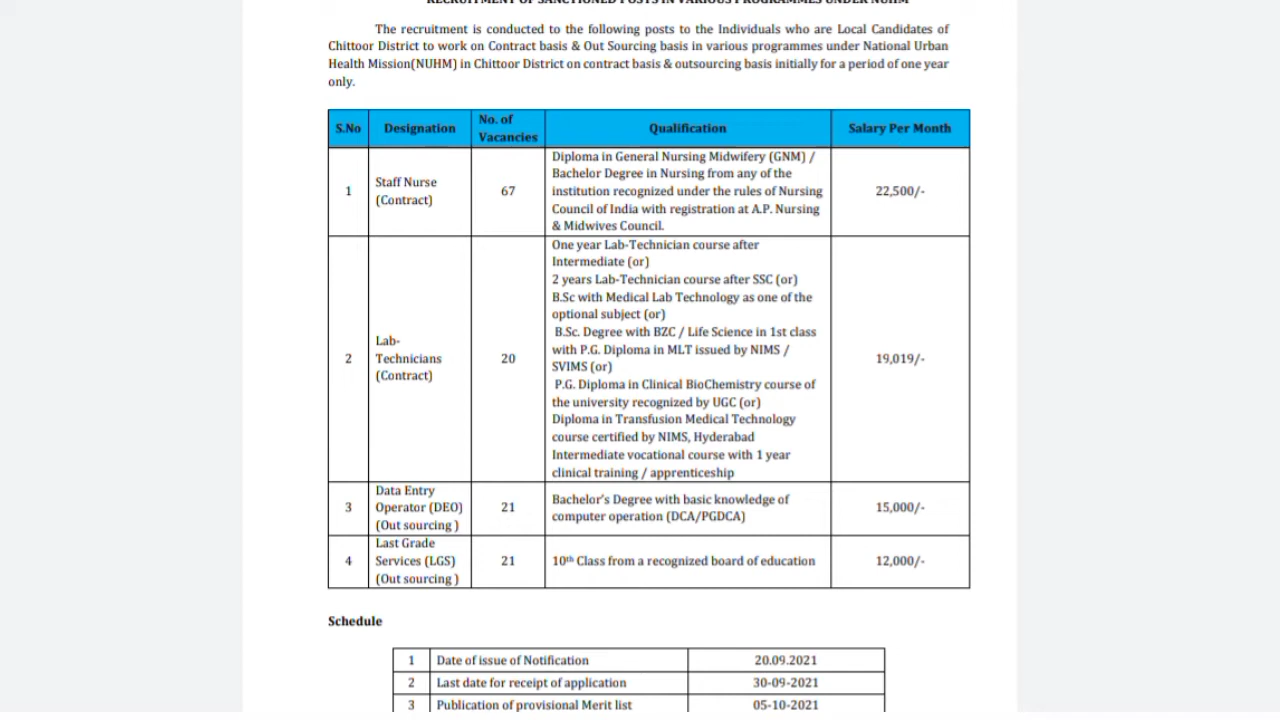 RECRUITMENT OF SANCTIONED POSTS IN VARIOUS PROGRAMMES UNDER NUHM
The recruitment is conducted to the following posts to the Individuals who are Local Candidates of
Chittoor District to work on Contract basis & Out Sourcing basis in various programmes under National Urban
Health Mission(NUHM) in Chittoor District on contract basis & outsourcing basis initially for a period of one year
only.
S.No Designation No. of Vacancies Qualification Salary Per Month
1 Staff Nurse (Contract) 67
Diploma in General Nursing Midwifery (GNM) /
Bachelor Degree in Nursing from any of the
institution recognized under the rules of Nursing
Council of India with registration at A.P. Nursing
& Midwives Council.
22,500/-
2 Lab-Technicians (Contract) 20
One year Lab-Technician course after
Intermediate (or)
2 years Lab-Technician course after SSC (or)
B.Sc with Medical Lab Technology as one of the
optional subject (or)
B.Sc. Degree with BZC / Life Science in 1st class
with P.G. Diploma in MLT issued by NIMS /
SVIMS (or)
P.G. Diploma in Clinical BioChemistry course of
the university recognized by UGC (or)
Diploma in Transfusion Medical Technology
course certified by NIMS, Hyderabad
Intermediate vocational course with 1 year
clinical training / apprenticeship
19,019/-
3 Data Entry Operator (DEO) (Out sourcing ) 21
Bachelor's Degree with basic knowledge of
computer operation (DCA/PGDCA)
15,000/-
4 Last Grade Services (LGS) (Out sourcing ) 21
10th Class from a recognized board of education
12,000/-
Schedule
1 Date of issue of Notification 20.09.2021
2 Last date for receipt of application 30-09-2021
3 Publication of provisional Merit list 05-10-2021